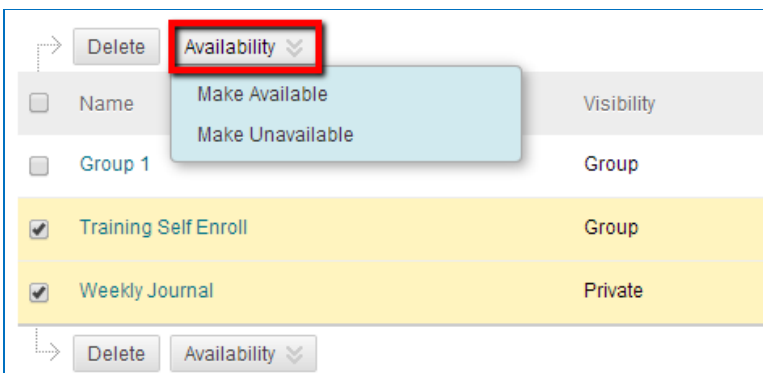 Delete Availability
Make Available
Name Visibility
Make Unavailable
Group 1 Group
Training Self Enroll Group
Weekly Journal Private
Delete Availability